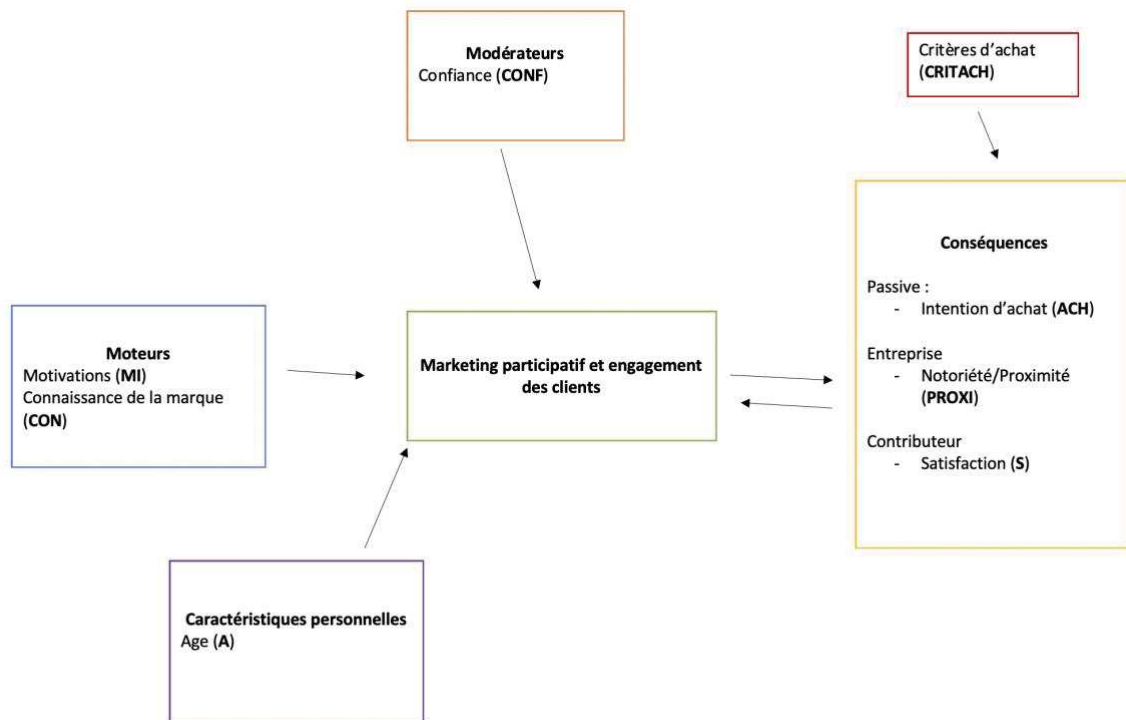 Modérateurs
Confiance (CONF)
Critères d'achat
(CRITACH)
Moteurs
Motivations (MI)
Connaissance de la marque
(CON)
Marketing participatif et engagement
des clients
Conséquences
Passive :
- Intention d'achat (ACH)
Entreprise
- Notoriété/Proximité
(PROXI)
Contributeur
- Satisfaction (S)
Caractéristiques personnelles
Age (A)